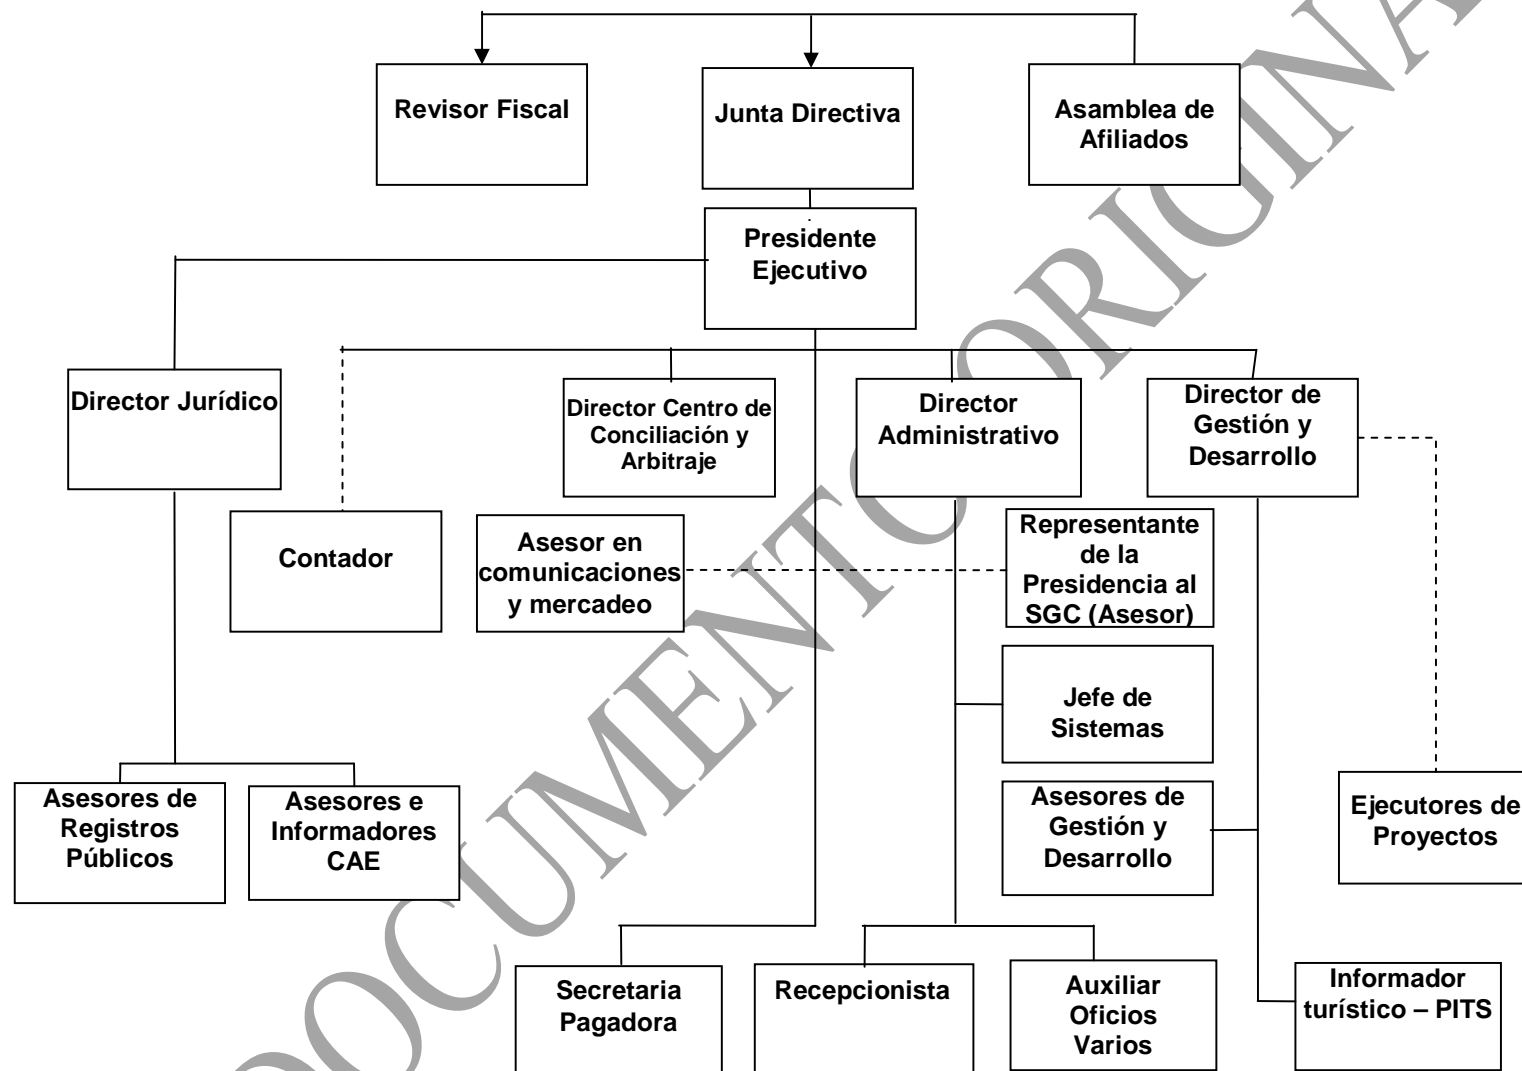 Revisor Fiscal
Junta Directiva
Asamblea de
Afiliados
Presidente
Ejecutivo
Director Jurídico
Director Centro de
Conciliación y
Arbitraje
Director
Administrativo
Director de
Gestión y
Desarrollo
Contador
Asesor en
comunicaciones
y mercadeo
Representante
de la
Presidencia al
SGC (Asesor)
Jefe de
Sistemas
Asesores de
Registros
Públicos
Asesores e
Informadores
CAE
Asesores de
Gestión y
Desarrollo
Ejecutores de
Proyectos
Secretaria
Pagadora
Recepcionista
Auxiliar
Oficios
Varios
Informador
turístico – PITS
DOCUMENTO ORIGINA